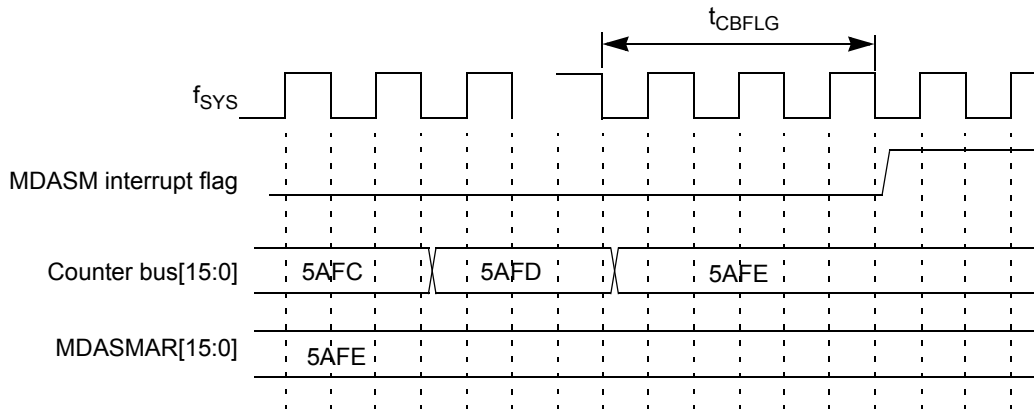 tCBFLG
fSYS
MDASM interrupt flag
Counter bus[15:0]
5AFC
5AFD
5AFE
MDASMAR[15:0]
5AFE